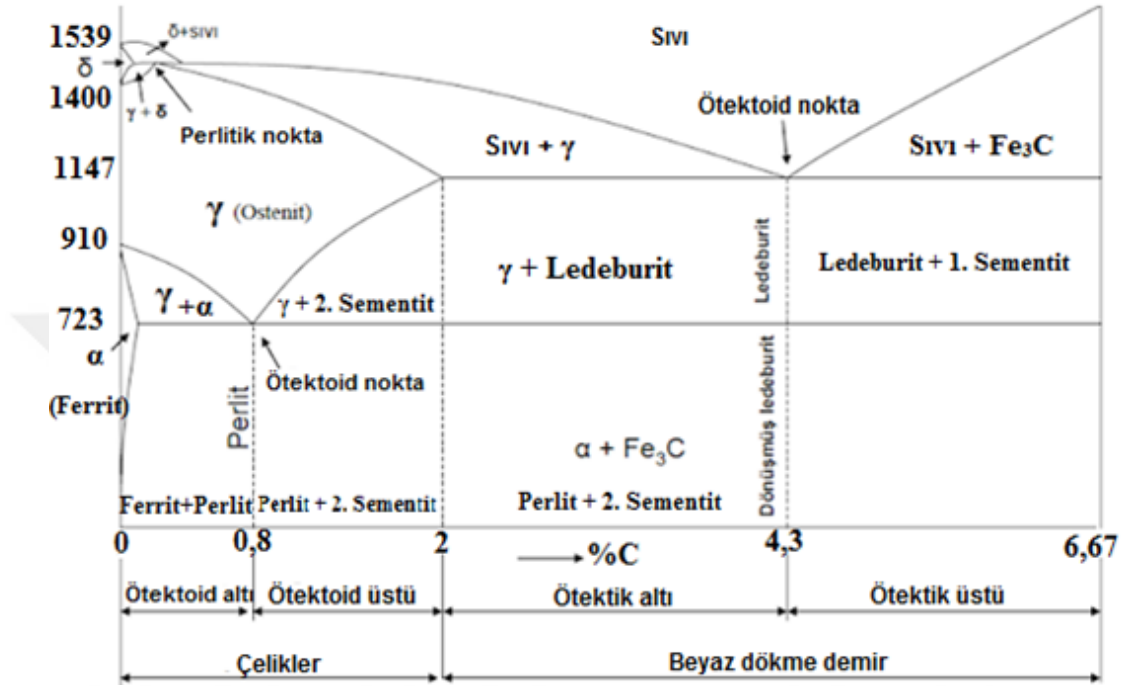 1539
δ+sıvı
Sıvı
δ
1400
γ + δ
Perlitik nokta
Ötektoid nokta
1147
Sıvı + γ
Sıvı + Fe₃C
γ (Ostenit)
910
γ + Ledeburit
Ledeburit
Ledeburit + 1. Sementit
γ +α
γ + 2. Sementit
723
α
(Ferrit)
Perlit
Ötektoid nokta
α + Fe₃C
Dönüşmüş ledeburit
Ferrit+Perlit
Perlit + 2. Sementit
Perlit + 2. Sementit
0
0,8
2
%C
4,3
6,67
Ötektoid altı
Ötektoid üstü
Ötektik altı
Ötektik üstü
Çelikler
Beyaz dökme demir